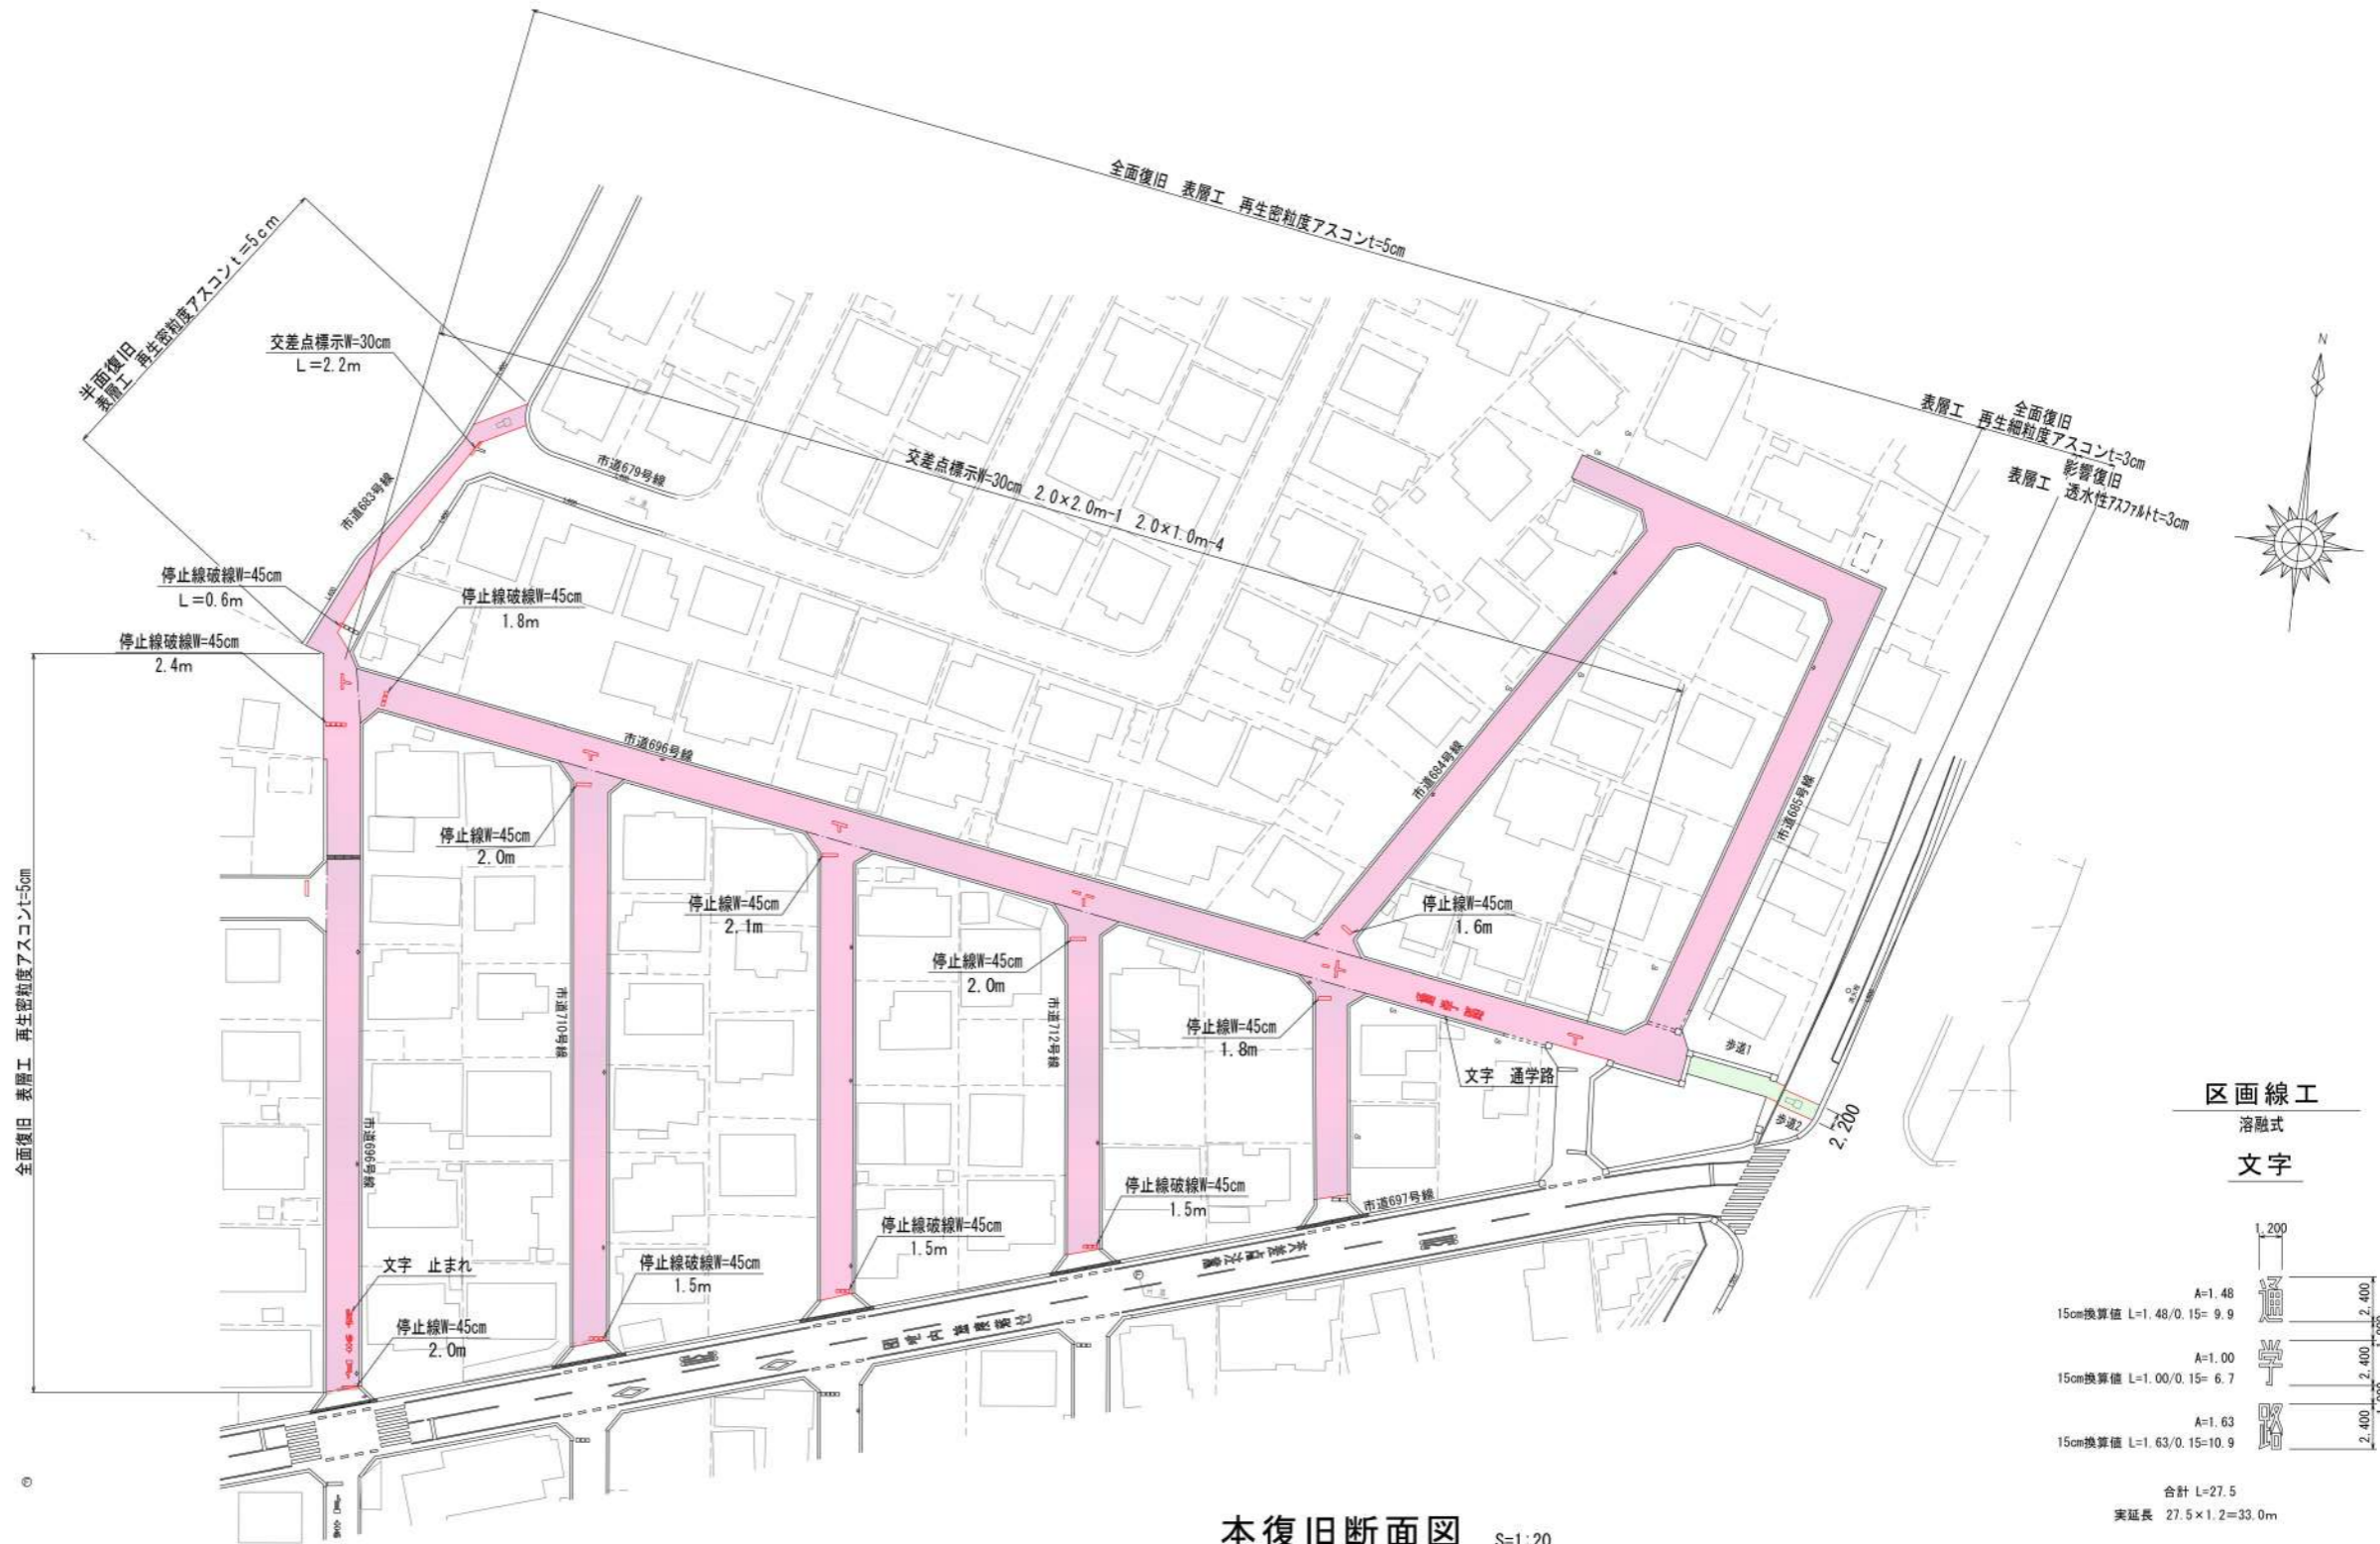 全面復旧　表層工　再生密粒度アスコンt=5cm
半面復旧
表層工　再生密粒度アスコンｔ=5cm
交差点標示W=30cm
L=2.2m
全面復旧
表層工　再生細粒度アスコンt=3cm
影響復旧
表層工　透水性ｱｽﾌｧﾙﾄt=3cm
N
市道679号線
交差点標示W=30cm　2.0×2.0m-1　2.0×1.0m-4
市道683号線
停止線破線W=45cm
L=0.6m
停止線破線W=45cm
1.8m
停止線破線W=45cm
2.4m
市道696号線
市道684号線
市道685号線
停止線W=45cm
2.0m
停止線W=45cm
2.1m
停止線W=45cm
2.0m
停止線W=45cm
1.6m
全面復旧　表層工　再生密粒度アスコンt=5cm
市道710号線
市道712号線
停止線W=45cm
1.8m
通学路
文字　通学路
歩道1
歩道2
2,200
市道696号線
停止線破線W=45cm
1.5m
市道697号線
停止線破線W=45cm
1.5m
停止線破線W=45cm
1.5m
文字　止まれ
停止線W=45cm
2.0m
区画線工
溶融式
文字
1,200
A=1.48
15cm換算値 L=1.48/0.15= 9.9
通
2,400
A=1.00
15cm換算値 L=1.00/0.15= 6.7
学
2,400
A=1.63
15cm換算値 L=1.63/0.15=10.9
路
2,400
合計 L=27.5
実延長　27.5×1.2=33.0m
本復旧断面図　S=1:20